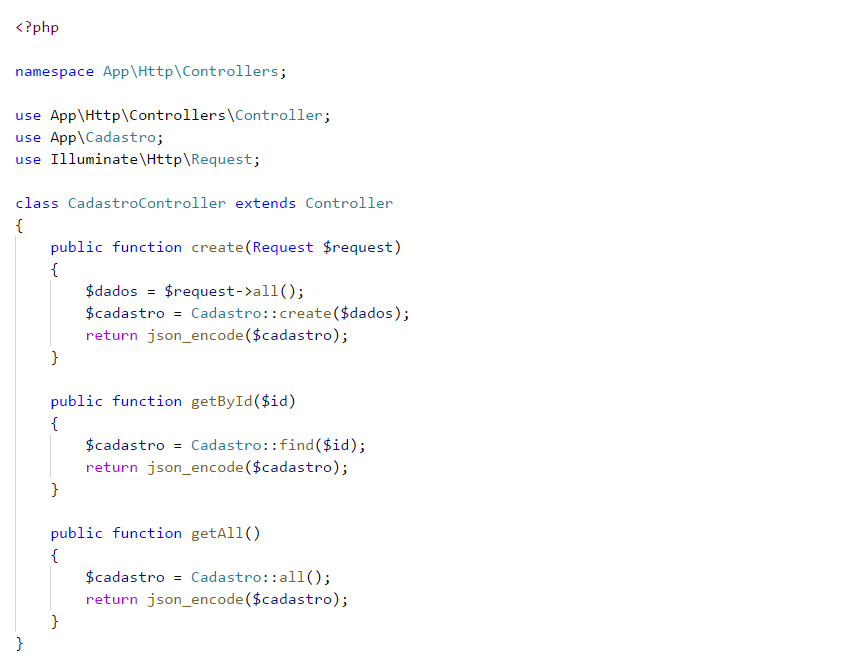 <?php
namespace App\Http\Controllers;
use App\Http\Controllers\Controller;
use App\Cadastro;
use Illuminate\Http\Request;
class CadastroController extends Controller
{
    public function create(Request $request)
    {
        $dados = $request->all();
        $cadastro = Cadastro::create($dados);
        return json_encode($cadastro);
    }
    public function getById($id)
    {
        $cadastro = Cadastro::find($id);
        return json_encode($cadastro);
    }
    public function getAll()
    {
        $cadastro = Cadastro::all();
        return json_encode($cadastro);
    }
}